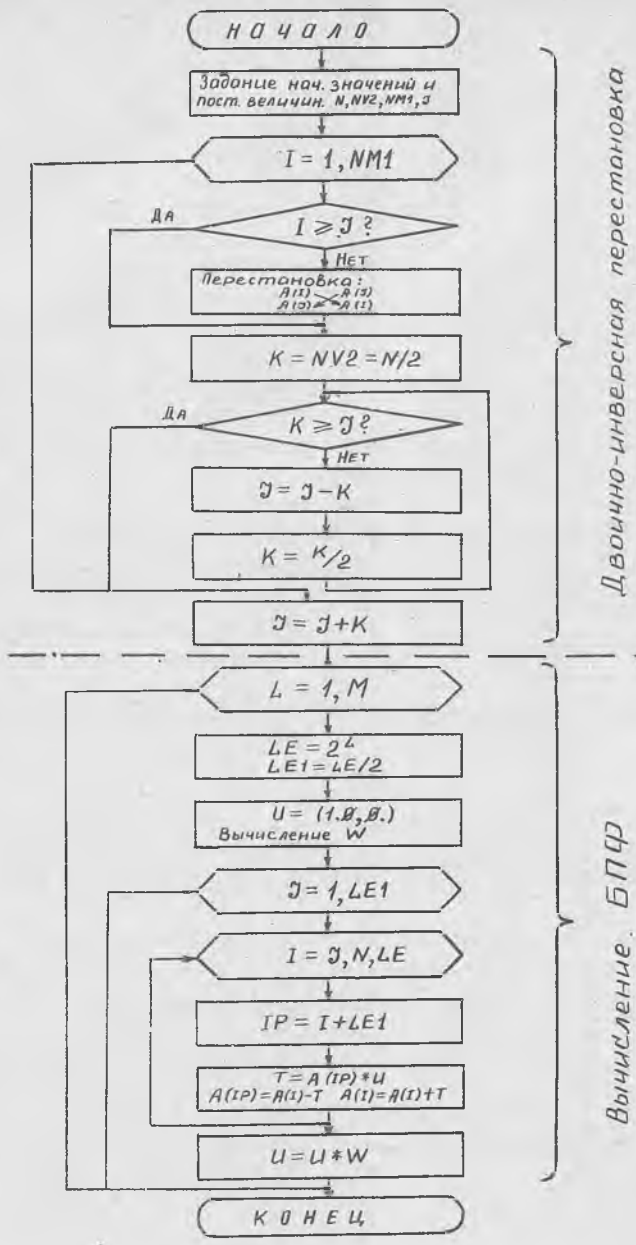 НАЧАЛО
Задание нач. значений и
пост. величин. N, NV2, NM1, J
I = 1, NM1
ДА
I ⩾ J?
НЕТ
Перестановка:
A(I) A(J)
A(J) A(I)
K = NV2 = N/2
ДА
K ⩾ J?
НЕТ
J = J-K
K = K/2
J = J+K
Двоично-инверсная перестановка
L = 1, M
LE = 2^L
LE1 = LE/2
U = (1.0, 0.)
Вычисление W
J = 1, LE1
I = J, N, LE
IP = I+LE1
T = A(IP)*U
A(IP)=A(I)-T A(I)=A(I)+T
U = U*W
КОНЕЦ
Вычисление БПФ